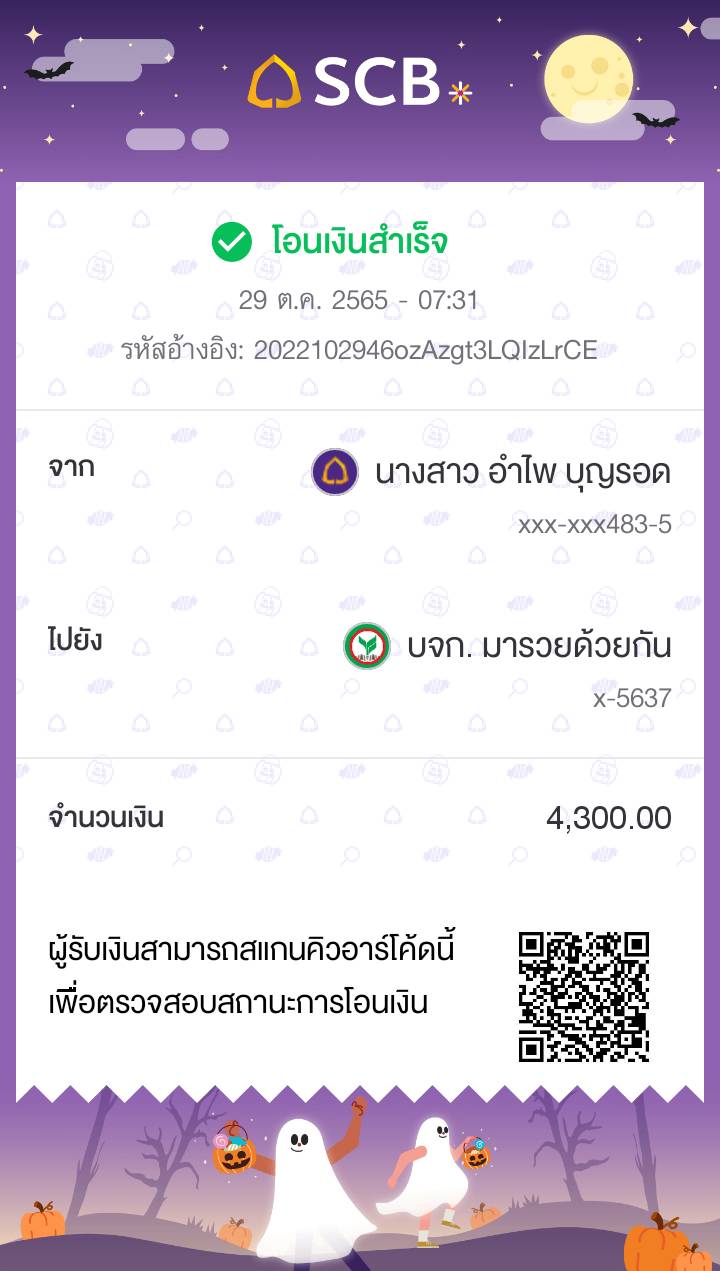 SCB
โอนเงินสำเร็จ
29 ต.ค. 2565 - 07:31
รหัสอ้างอิง: 2022102946ozAzgt3LQIzLrCE
จาก
นางสาว อำไพ บุญรอด
xxx-xxx483-5
ไปยัง
บจก. มารวยด้วยกัน
x-5637
จำนวนเงิน
4,300.00
ผู้รับเงินสามารถสแกนคิวอาร์โค้ดนี้
เพื่อตรวจสอบสถานะการโอนเงิน